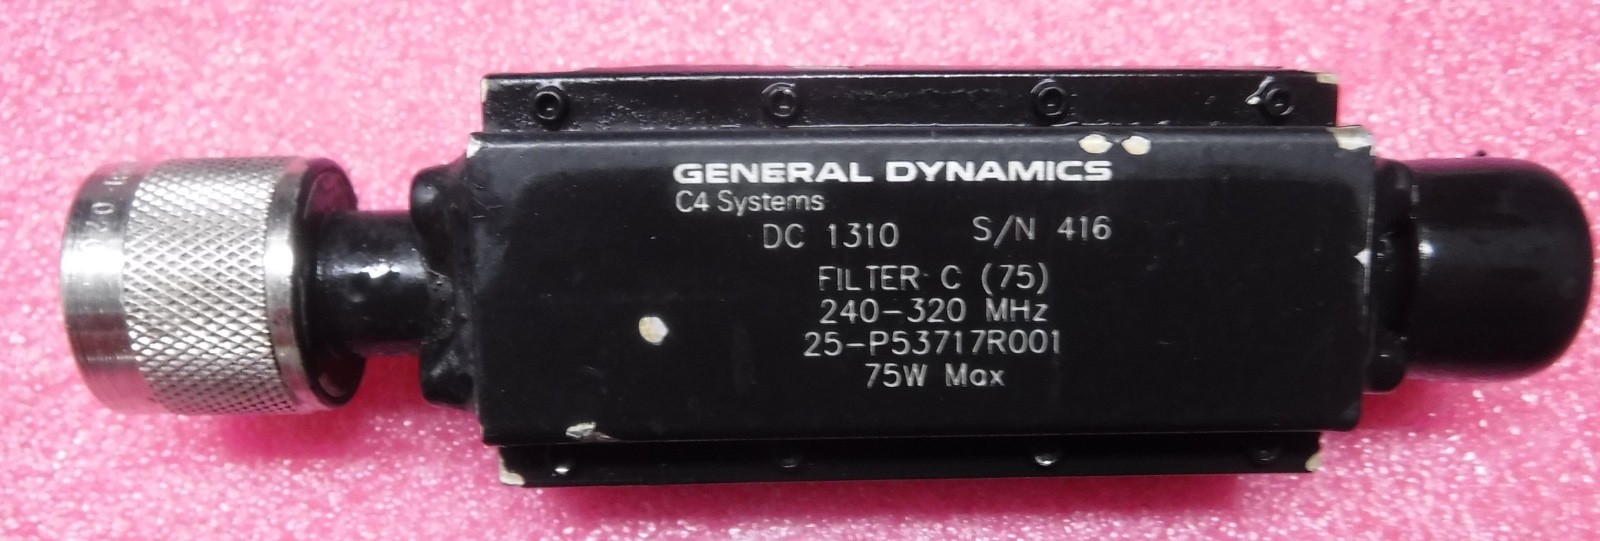 GENERAL DYNAMICS
C4 Systems
DC 1310 S/N 416
FILTER C (75)
240-320 MHz
25-P53717R001
75W Max